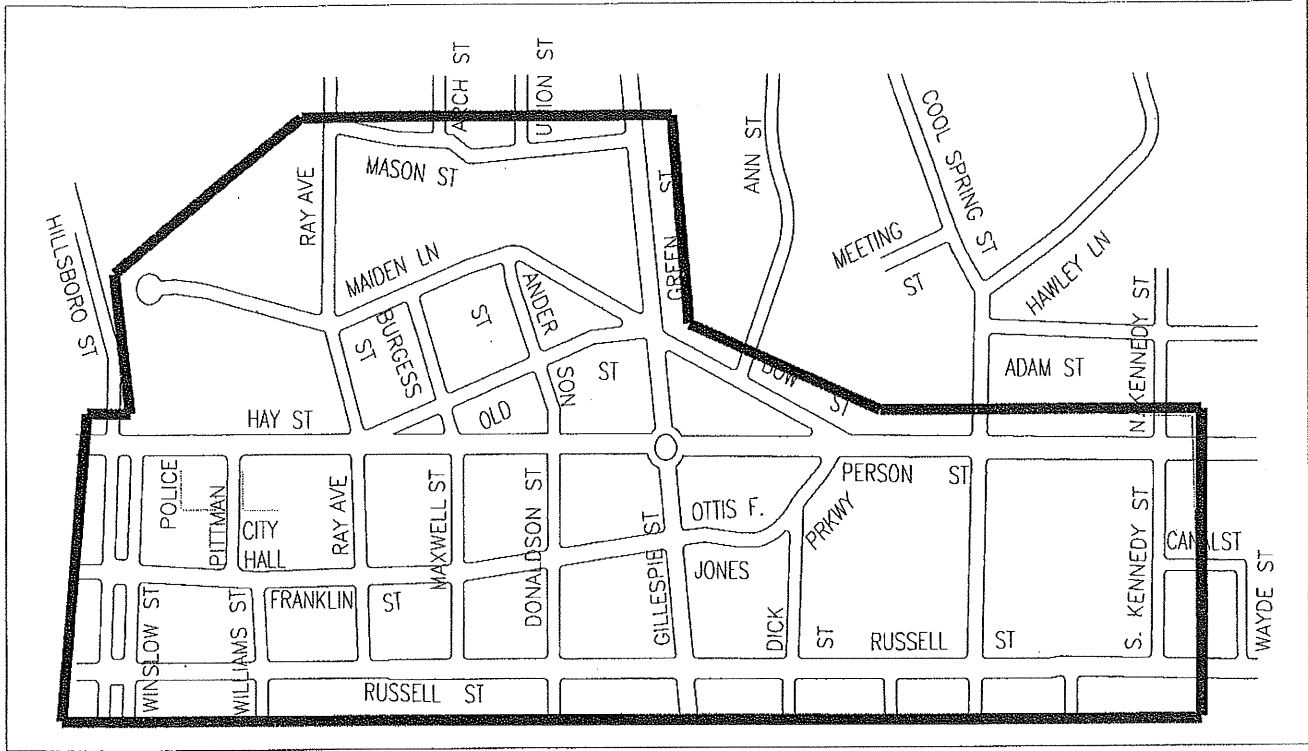 ARCH ST
UNION ST
MASON ST
RAY AVE
GREEN ST
ANN ST
COOL SPRING ST
MEETING ST
HAWLEY LN
HILLSBORO ST
MAIDEN LN
BURGESS ST
ANDER ST
SON ST
OLD ST
BOW ST
ADAM ST
N. KENNEDY ST
HAY ST
POLICE
PITTMAN
CITY HALL
RAY AVE
MAXWELL ST
DONALDSON ST
GILLESPIE ST
OTTIS F.
JONES
PRKWY
PERSON ST
S. KENNEDY ST
CANAL ST
WAYDE ST
WINSLOW ST
WILLIAMS ST
FRANKLIN ST
DICK ST
RUSSELL ST
RUSSELL ST